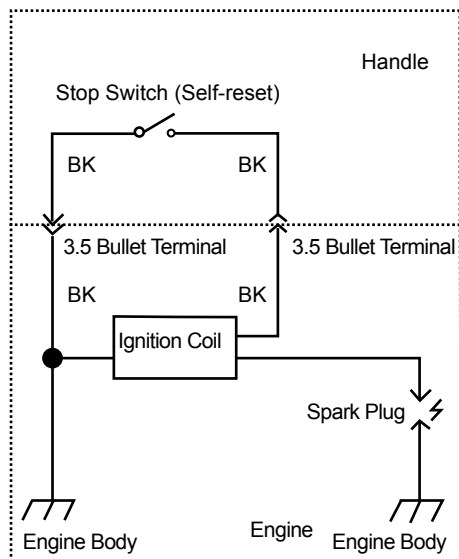 Handle
Stop Switch (Self-reset)
BK
BK
3.5 Bullet Terminal
3.5 Bullet Terminal
BK
BK
Ignition Coil
Spark Plug
Engine
Engine Body
Engine Body